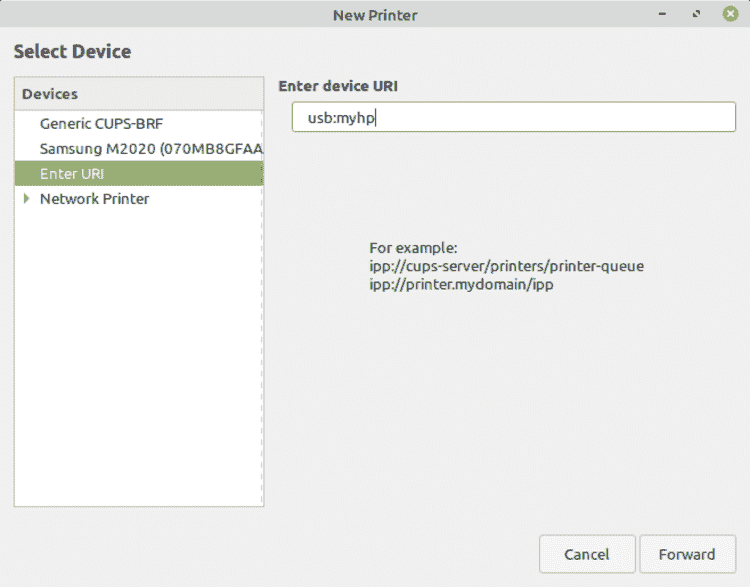 New Printer
Select Device
Devices
Generic CUPS-BRF
Samsung M2020 (070MB8GFAA
Enter URI
Network Printer
Enter device URI
usb:myhp
For example:
ipp://cups-server/printers/printer-queue
ipp://printer.mydomain/ipp
Cancel
Forward